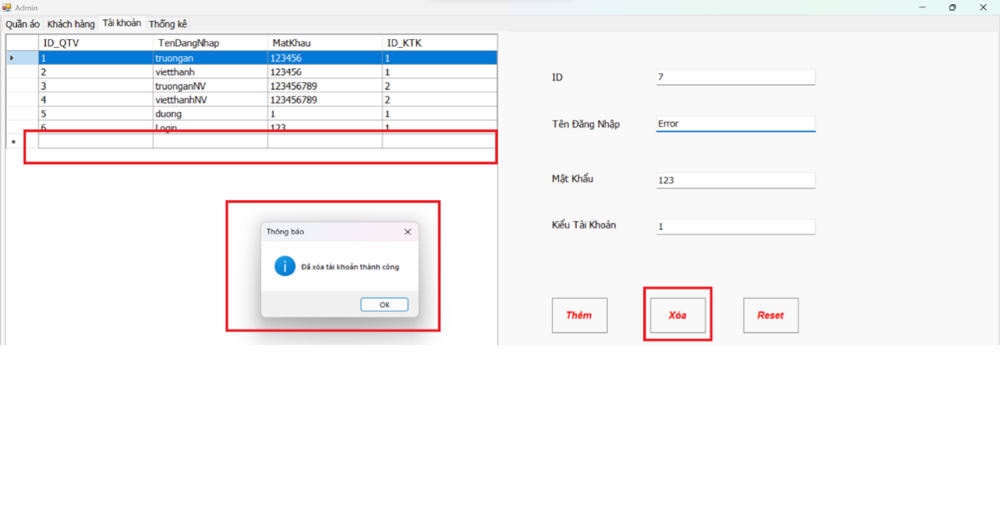 Admin
Quần áo Khách hàng Tài khoản Thống kê
ID_QTV TenDangNhap MatKhau ID_KTK
1 truongan 123456 1
2 vietthanh 123456 1
3 truonganNV 123456789 2
4 vietthanhNV 123456789 2
5 duong 1 1
6 Login 123 1
ID 7
Tên Đăng Nhập Error
Mật Khẩu 123
Kiểu Tài Khoản 1
Thông báo
Đã xóa tài khoản thành công
OK
Thêm Xóa Reset